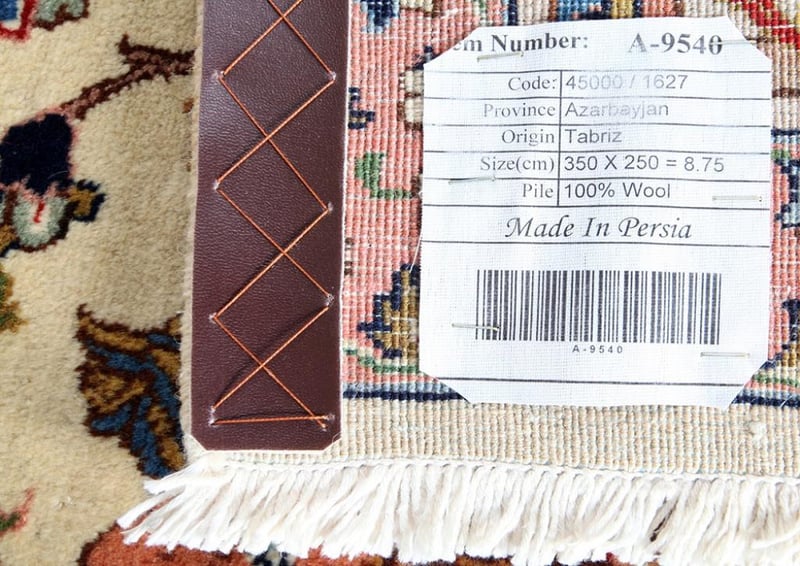 em Number: A-9540
Code: 45000 / 1627
Province Azarbayjan
Origin Tabriz
Size(cm) 350 X 250 = 8.75
Pile 100% Wool
Made In Persia
A-9540